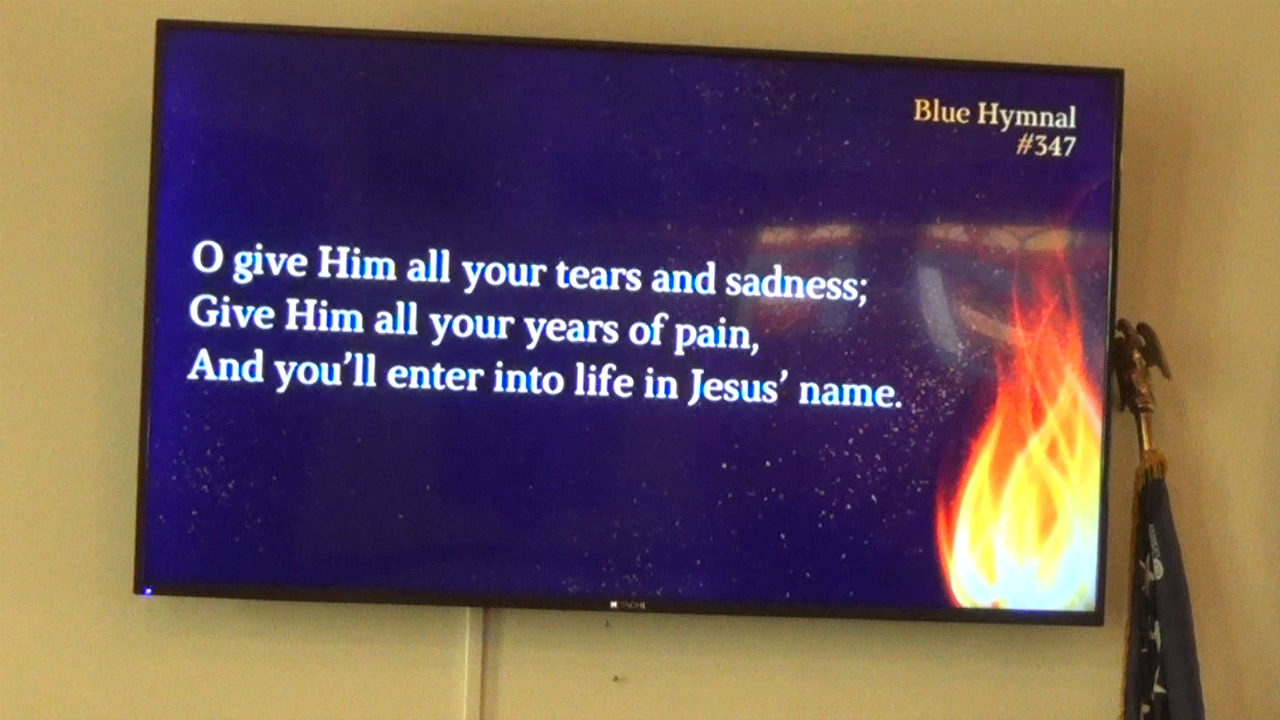 Blue Hymnal
#347
O give Him all your tears and sadness;
Give Him all your years of pain,
And you’ll enter into life in Jesus’ name.
HITACHI